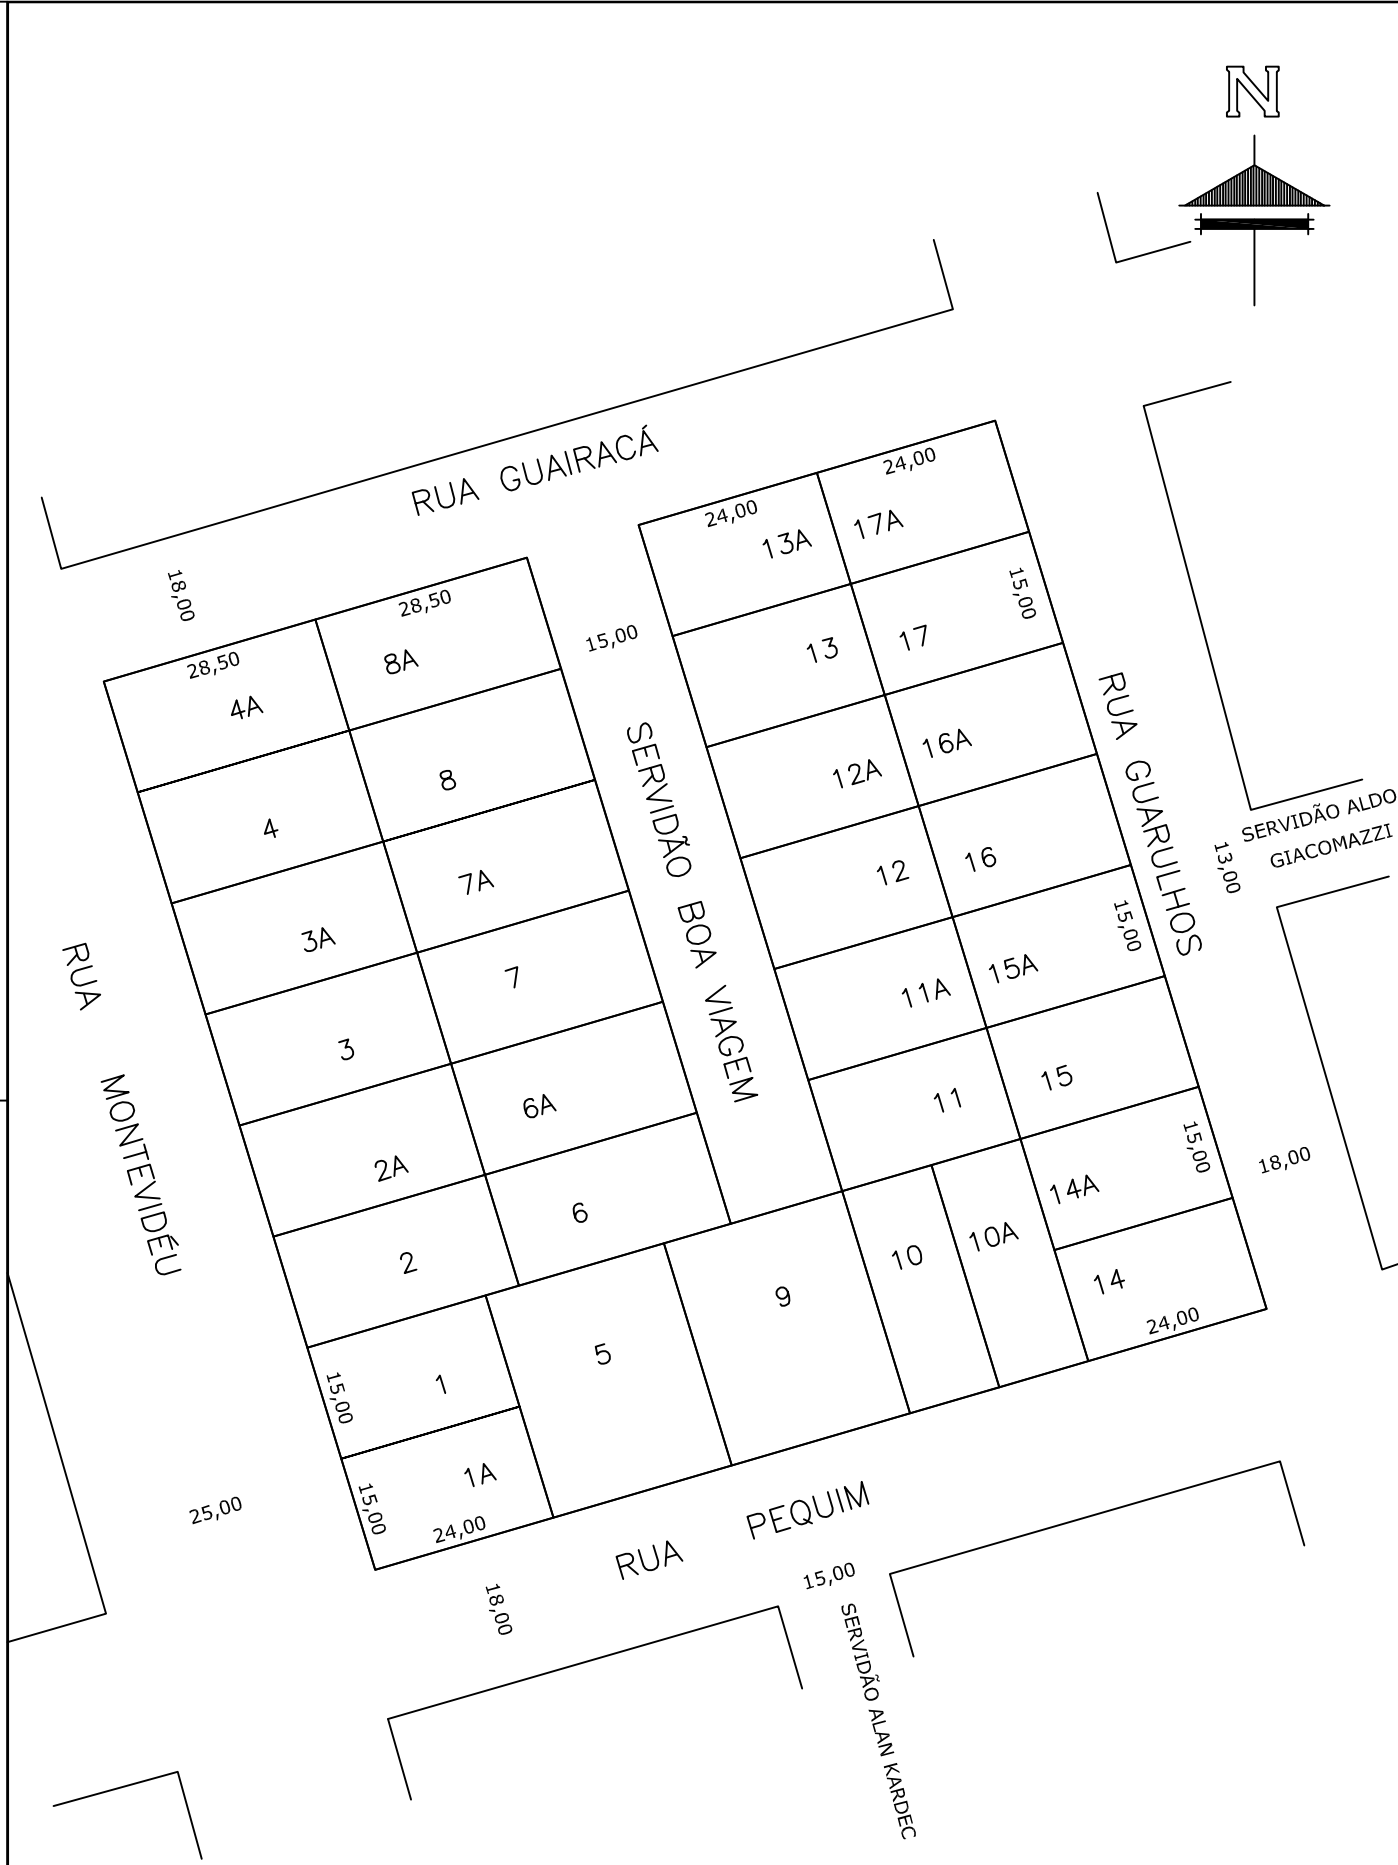 N
RUA GUAIRACÁ
24,00
24,00
13A
17A
18,00
28,50
28,50
15,00
15,00
8A
4A
13
17
RUA GUARULHOS
SERVIDÃO BOA VIAGEM
16A
12A
8
4
SERVIDÃO ALDO
GIACOMAZZI
13,00
12
16
7A
3A
15,00
RUA MONTEVIDÉU
7
11A
15A
3
6A
11
15
15,00
18,00
2A
14A
6
10
10A
2
14
9
24,00
5
1
15,00
1A
15,00
24,00
25,00
RUA PEQUIM
15,00
18,00
SERVIDÃO ALAN KARDEC